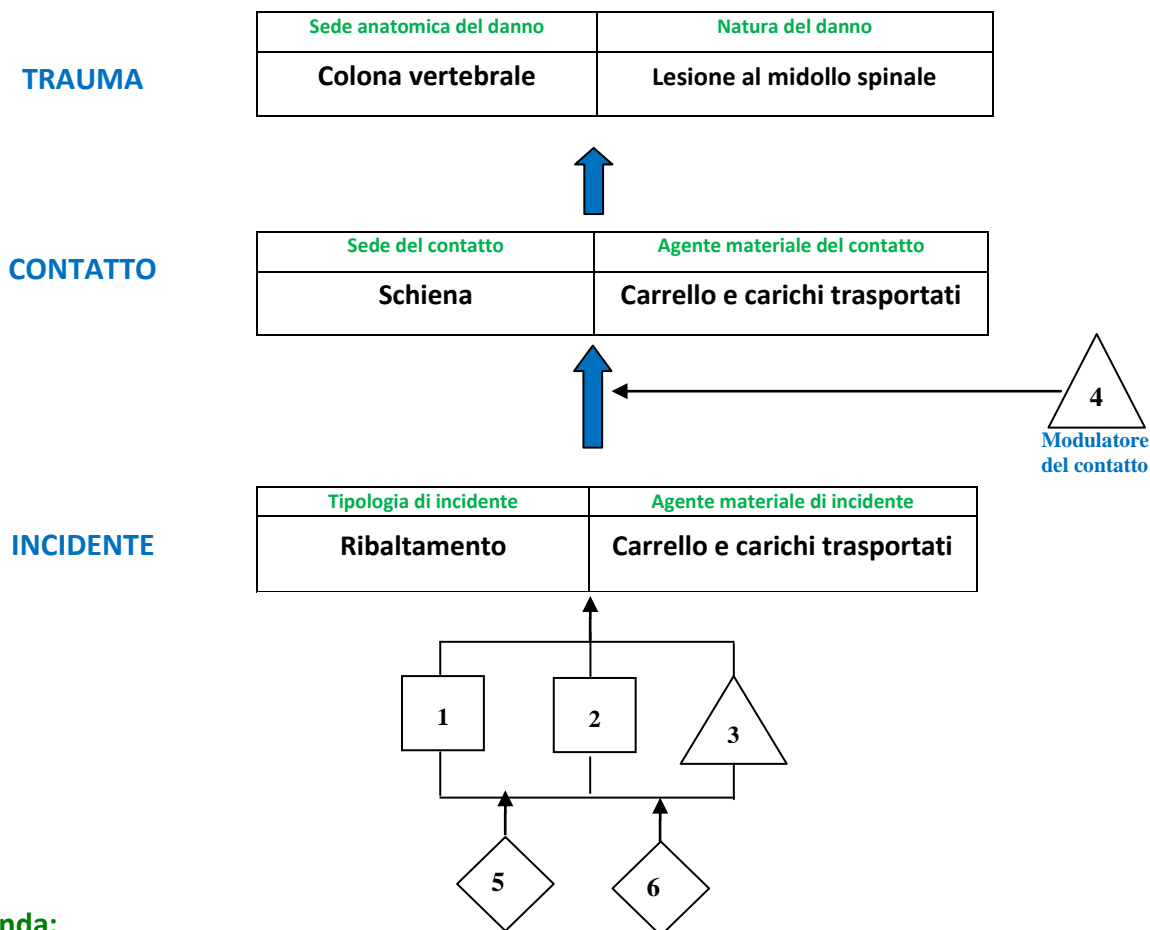 Sede anatomica del danno Natura del danno
TRAUMA Colona vertebrale Lesione al midollo spinale
Sede del contatto Agente materiale del contatto
CONTATTO Schiena Carrello e carichi trasportati
4
Modulatore
del contatto
Tipologia di incidente Agente materiale di incidente
INCIDENTE Ribaltamento Carrello e carichi trasportati
1 2 3
5 6
nda: